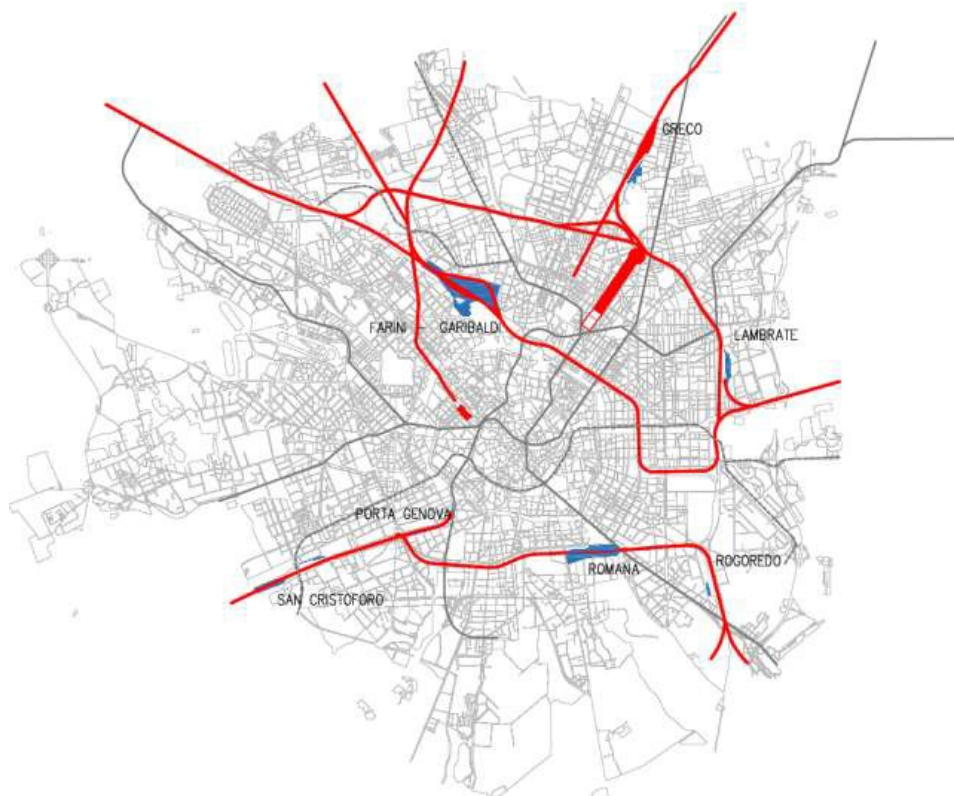 GRECO
FARINI - GARIBALDI
LAMBRATE
PORTA GENOVA
ROMANA
ROGOREDO
SAN CRISTOFORO